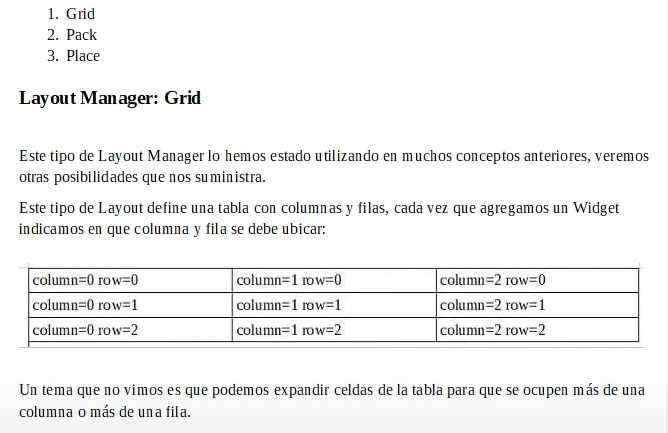 1. Grid
2. Pack
3. Place
Layout Manager: Grid
Este tipo de Layout Manager lo hemos estado utilizando en muchos conceptos anteriores, veremos
otras posibilidades que nos suministra.
Este tipo de Layout define una tabla con columnas y filas, cada vez que agregamos un Widget
indicamos en que columna y fila se debe ubicar:
column=0 row=0 column=1 row=0 column=2 row=0
column=0 row=1 column=1 row=1 column=2 row=1
column=0 row=2 column=1 row=2 column=2 row=2
Un tema que no vimos es que podemos expandir celdas de la tabla para que se ocupen más de una
columna o más de una fila.